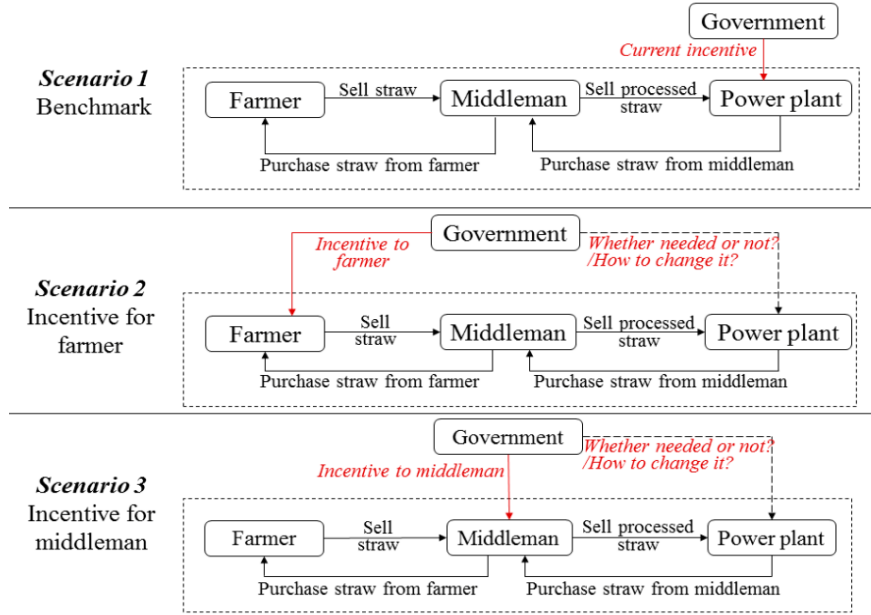 Government
Current incentive
Scenario 1
Benchmark
Farmer
Sell straw
Middleman
Sell processed
straw
Power plant
Purchase straw from farmer
Purchase straw from middleman
Government
Incentive to
farmer
Whether needed or not?
/How to change it?
Scenario 2
Incentive for
farmer
Farmer
Sell
straw
Middleman
Sell processed
straw
Power plant
Purchase straw from farmer
Purchase straw from middleman
Government
Incentive to middleman
Whether needed or not?
/How to change it?
Scenario 3
Incentive for
middleman
Farmer
Sell
straw
Middleman
Sell processed
straw
Power plant
Purchase straw from farmer
Purchase straw from middleman